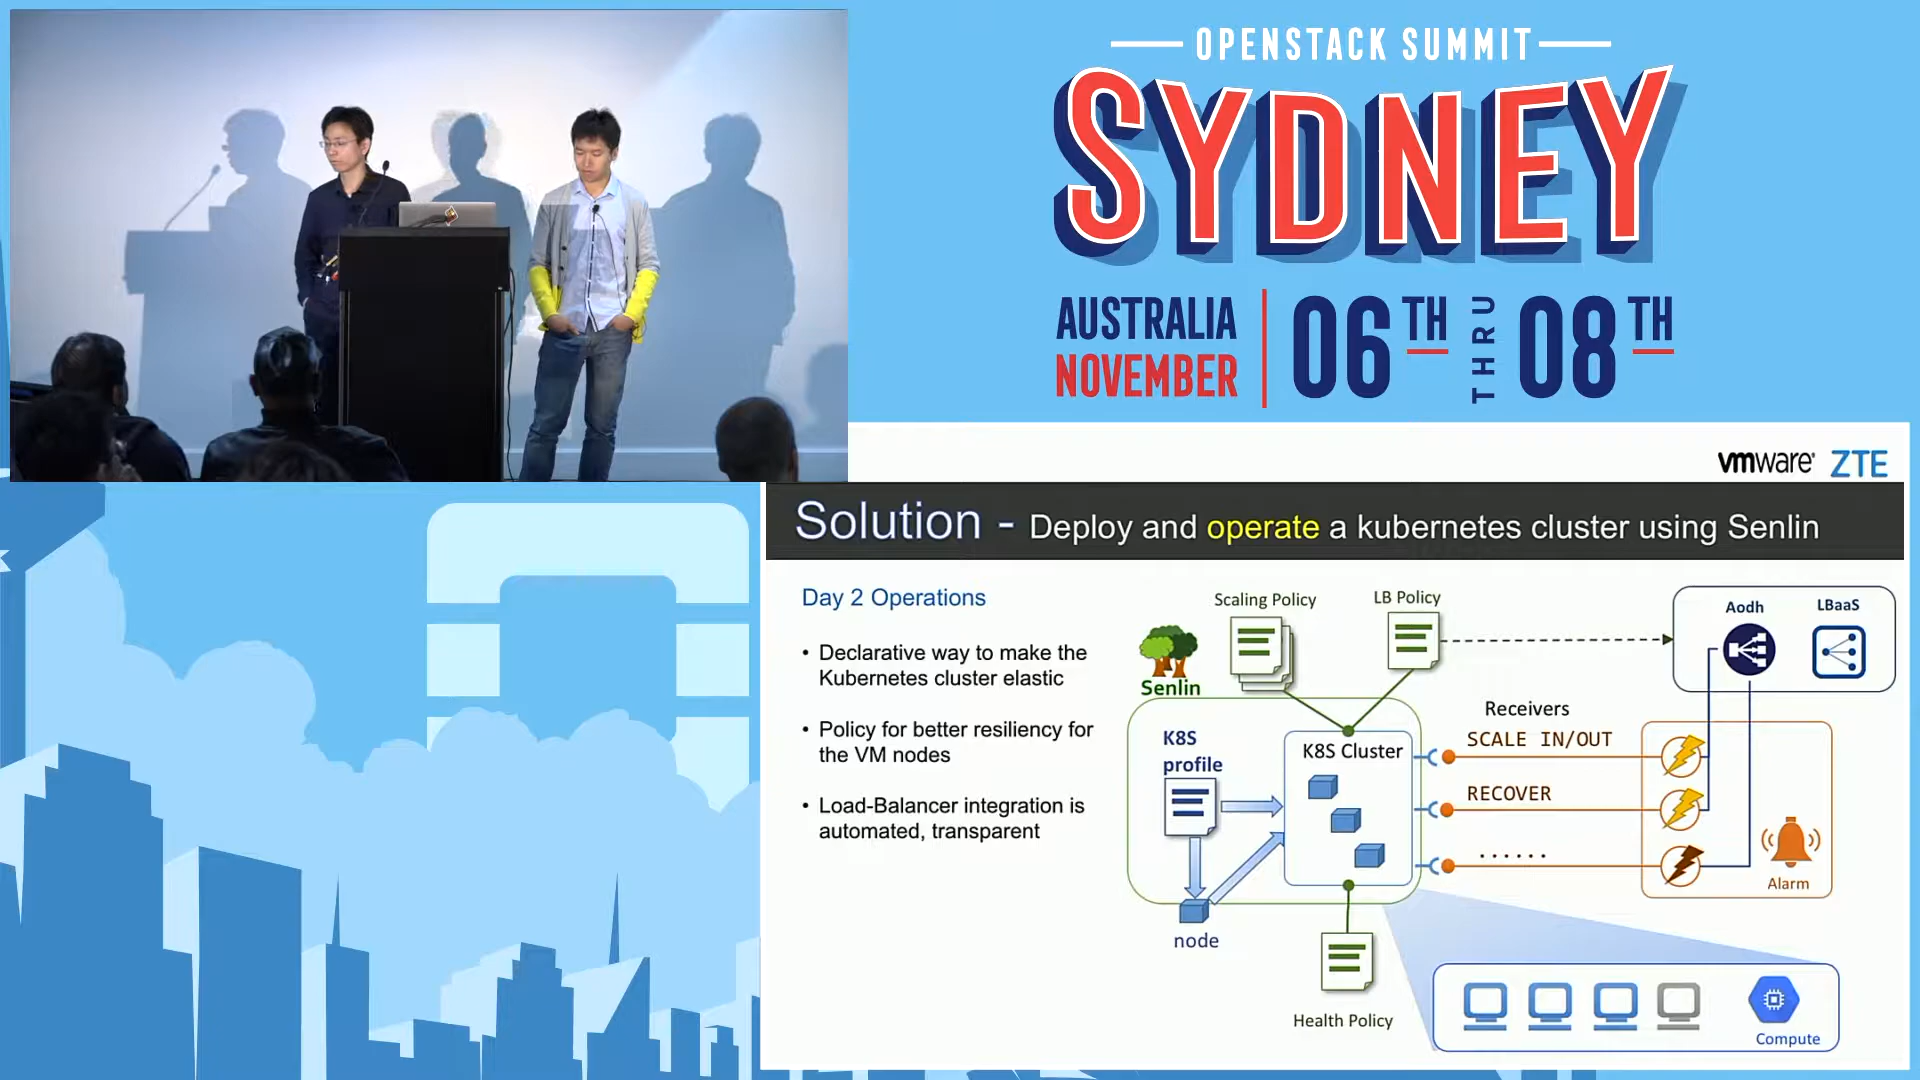 OPENSTACK SUMMIT
SYDNEY
AUSTRALIA
NOVEMBER
06TH
THRU
08TH
vmware ZTE
Solution - Deploy and operate a kubernetes cluster using Senlin
Day 2 Operations
• Declarative way to make the
Kubernetes cluster elastic
• Policy for better resiliency for
the VM nodes
• Load-Balancer integration is
automated, transparent
Scaling Policy
LB Policy
Aodh
LBaaS
Senlin
Receivers
K8S
profile
K8S Cluster
SCALE IN/OUT
RECOVER
......
Alarm
node
Health Policy
Compute